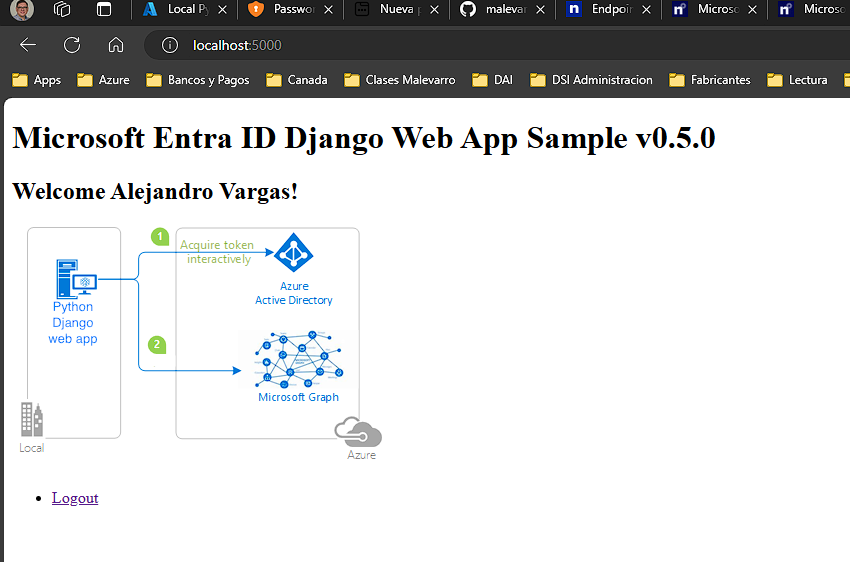 Local Py
Passwo
Nueva
malevar
Endpoin
Microso
Microso
localhost:5000
Apps
Azure
Bancos y Pagos
Canada
Clases Malevarro
DAI
DSI Administracion
Fabricantes
Lectura
Microsoft Entra ID Django Web App Sample v0.5.0
Welcome Alejandro Vargas!
1
Acquire token
interactively
Azure
Active Directory
Python
Django
web app
2
Microsoft Graph
Local
Azure
Logout